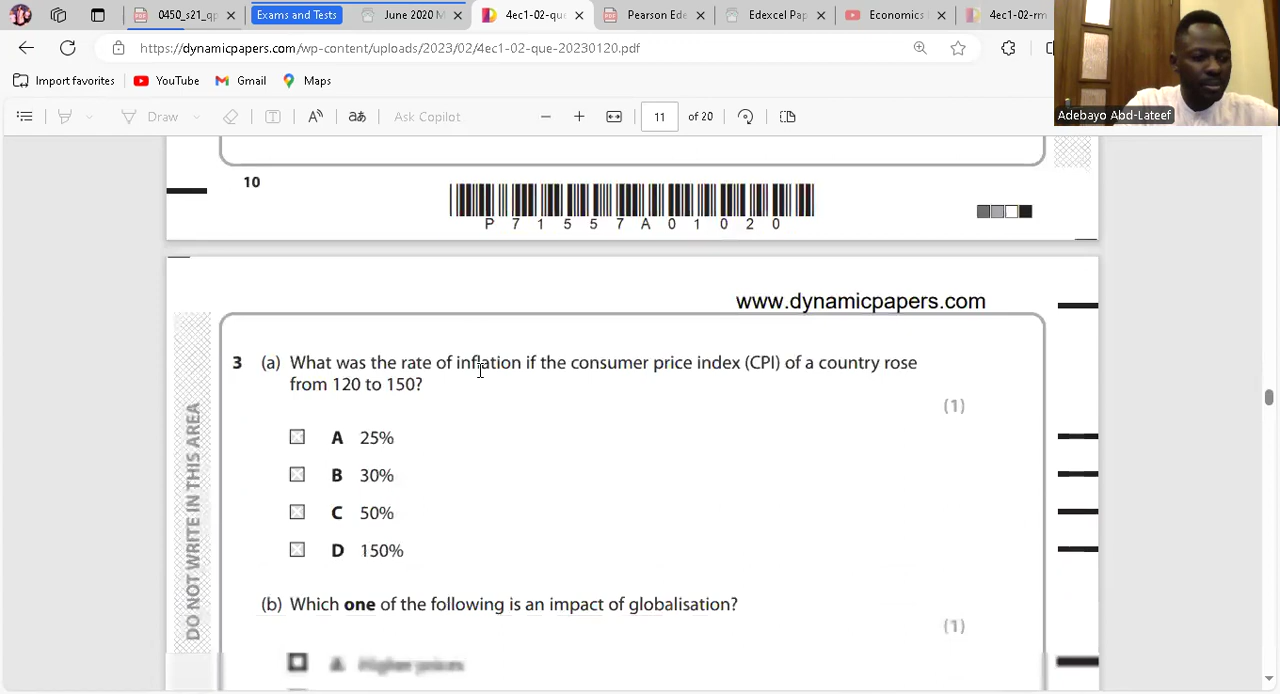 0450_s21_qp
Exams and Tests
June 2020 M
4ec1-02-que
Pearson Ede
Edexcel Pap
Economics
4ec1-02-rm
https://dynamicpapers.com/wp-content/uploads/2023/02/4ec1-02-que-20230120.pdf
Import favorites
YouTube
Gmail
Maps
Draw
Ask Copilot
11 of 20
Adebayo Abd-Lateef
10
P 7 1 5 5 7 A 0 1 0 2 0
www.dynamicpapers.com
DO NOT WRITE IN THIS AREA
3 (a) What was the rate of inflation if the consumer price index (CPI) of a country rose
from 120 to 150?
(1)
A 25%
B 30%
C 50%
D 150%
(b) Which one of the following is an impact of globalisation?
(1)
A Higher prices